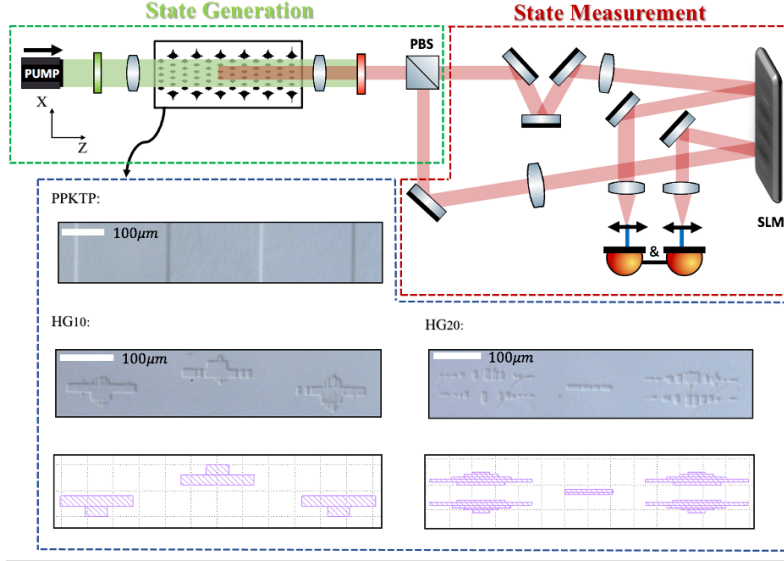 State Generation
State Measurement
PBS
PUMP
X
Z
SLM
&
PPKTP:
100μm
HG10:
100μm
HG20:
100μm